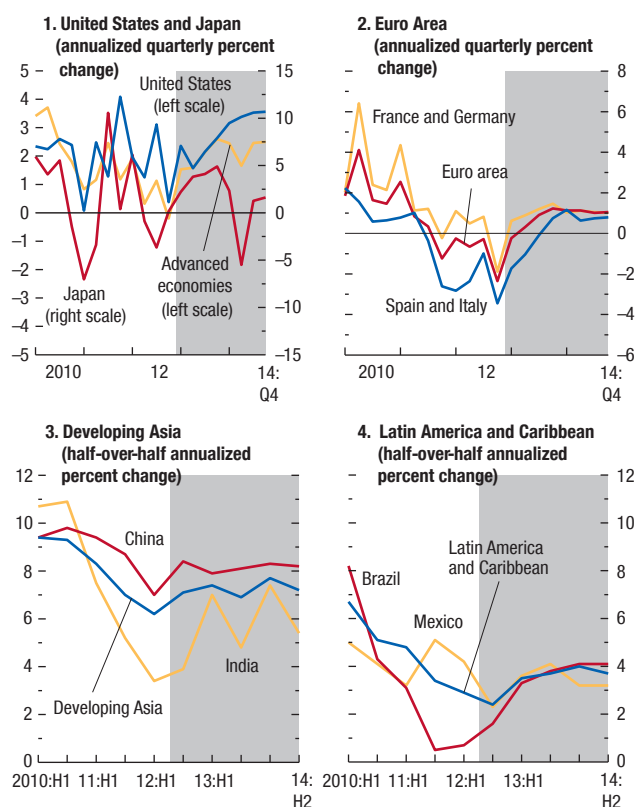 1. United States and Japan
(annualized quarterly percent
change)
5
4
3
2
1
0
–1
–2
–3
–4
–5
15
10
5
0
–5
–10
–15
United States
(left scale)
Japan
(right scale)
Advanced
economies
(left scale)
2010
12
14:
Q4
2. Euro Area
(annualized quarterly percent
change)
8
6
4
2
0
–2
–4
–6
France and Germany
Euro area
Spain and Italy
2010
12
14:
Q4
3. Developing Asia
(half-over-half annualized
percent change)
12
10
8
6
4
2
0
China
India
Developing Asia
2010:H1
11:H1
12:H1
13:H1
14:
H2
4. Latin America and Caribbean
(half-over-half annualized
percent change)
12
10
8
6
4
2
0
Latin America
and Caribbean
Brazil
Mexico
2010:H1
11:H1
12:H1
13:H1
14:
H2